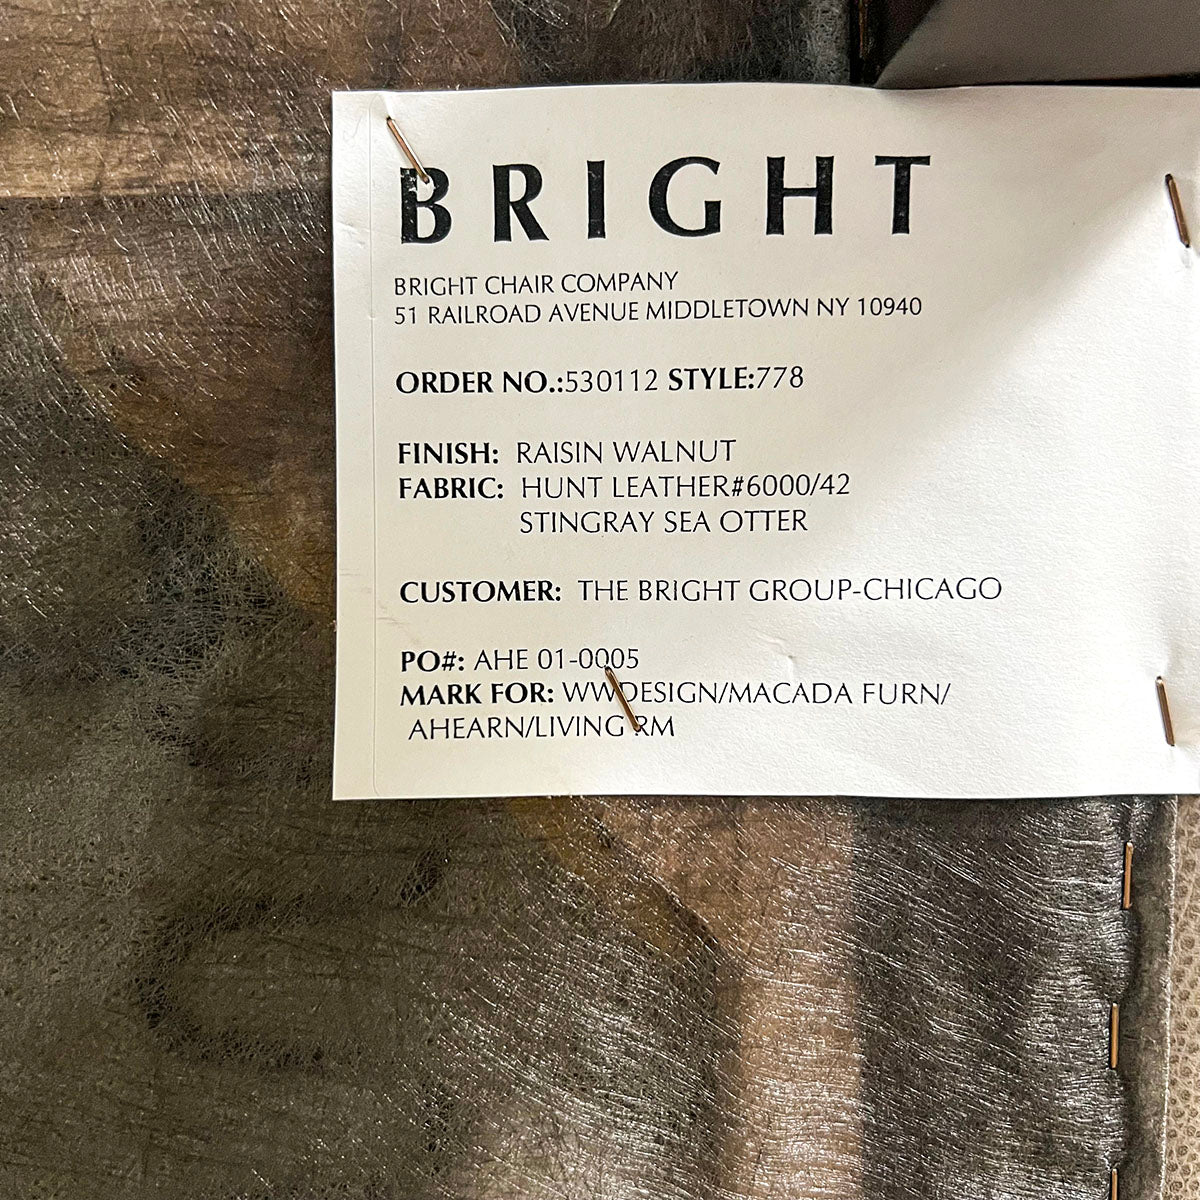 BRIGHT
BRIGHT CHAIR COMPANY
51 RAILROAD AVENUE MIDDLETOWN NY 10940
ORDER NO.:530112 STYLE:778
FINISH: RAISIN WALNUT
FABRIC: HUNT LEATHER#6000/42
STINGRAY SEA OTTER
CUSTOMER: THE BRIGHT GROUP-CHICAGO
PO#: AHE 01-0005
MARK FOR: WWDESIGN/MACADA FURN/
AHEARN/LIVING RM